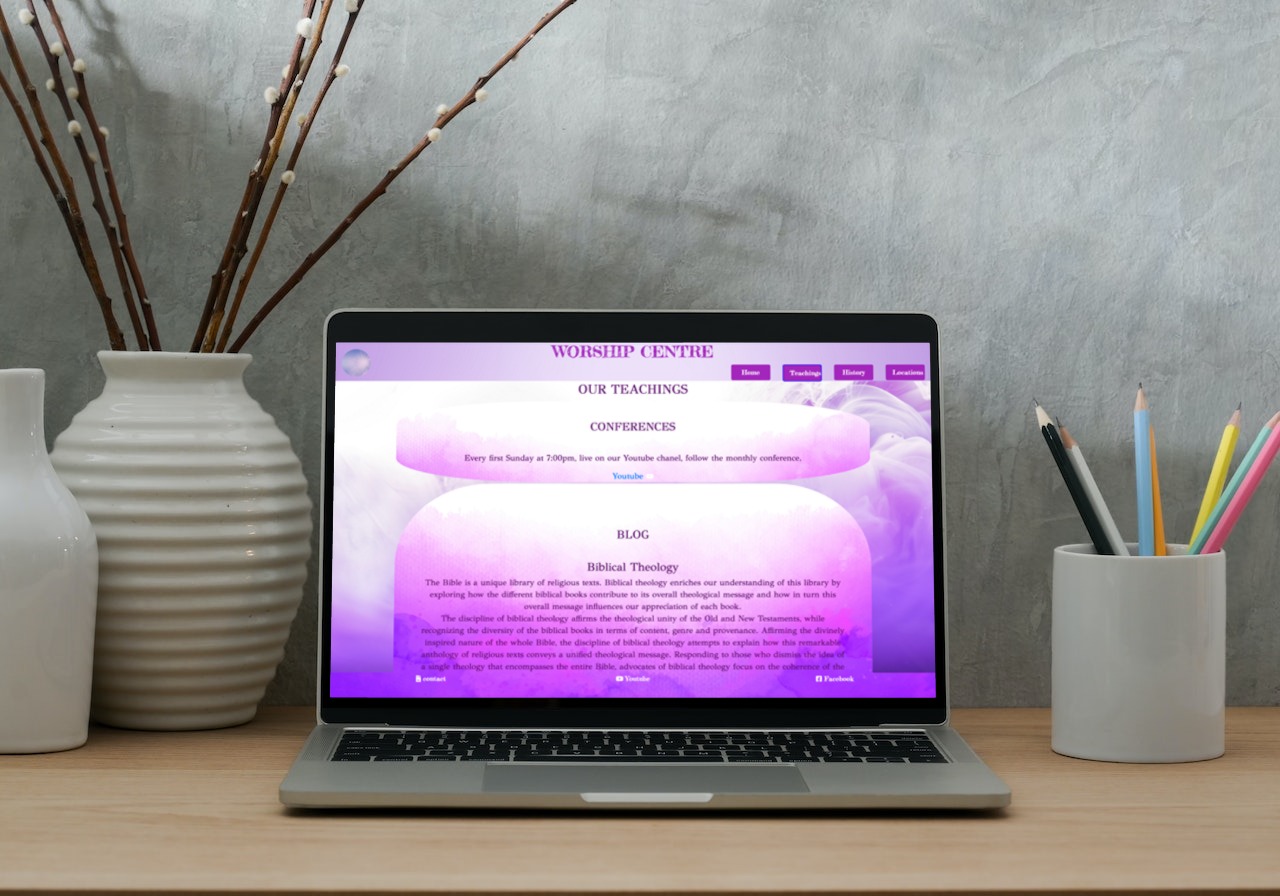 WORSHIP CENTRE
Home Teachings History Locations
OUR TEACHINGS
CONFERENCES
Every first Sunday at 7:00pm, live on our Youtube chanel, follow the monthly conference.
Youtube
BLOG
Biblical Theology
The Bible is a unique library of religious texts. Biblical theology enriches our understanding of this library by
exploring how the different biblical books contribute to its overall theological message and how in turn this
overall message influences our appreciation of each book.
The discipline of biblical theology affirms the theological unity of the Old and New Testaments, while
recognizing the diversity of the biblical books in terms of content, genre and provenance. Affirming the divinely
inspired nature of the whole Bible, the discipline of biblical theology attempts to explain how this remarkable
anthology of religious texts conveys a unified theological message. Responding to those who dismiss the idea of
a single theology that encompasses the entire Bible, advocates of biblical theology focus on the coherence of the
contact Youtube Facebook